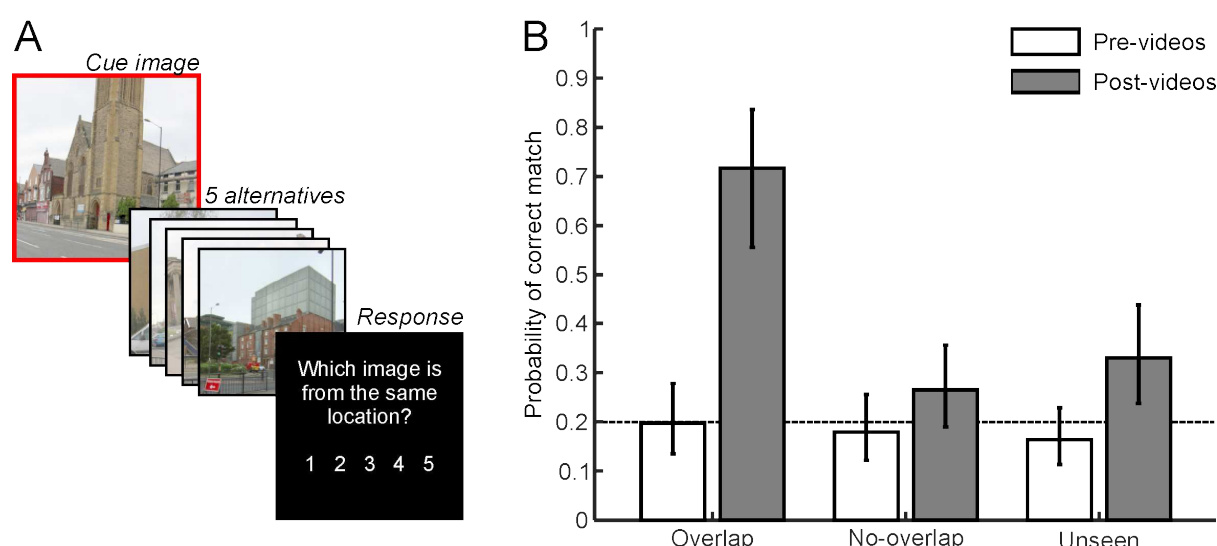 A
Cue image
5 alternatives
Response
Which image is
from the same
location?
1 2 3 4 5
B
Probability of correct match
1
0.9
0.8
0.7
0.6
0.5
0.4
0.3
0.2
0.1
0
Pre-videos
Post-videos
Overlap
No-overlap
Unseen